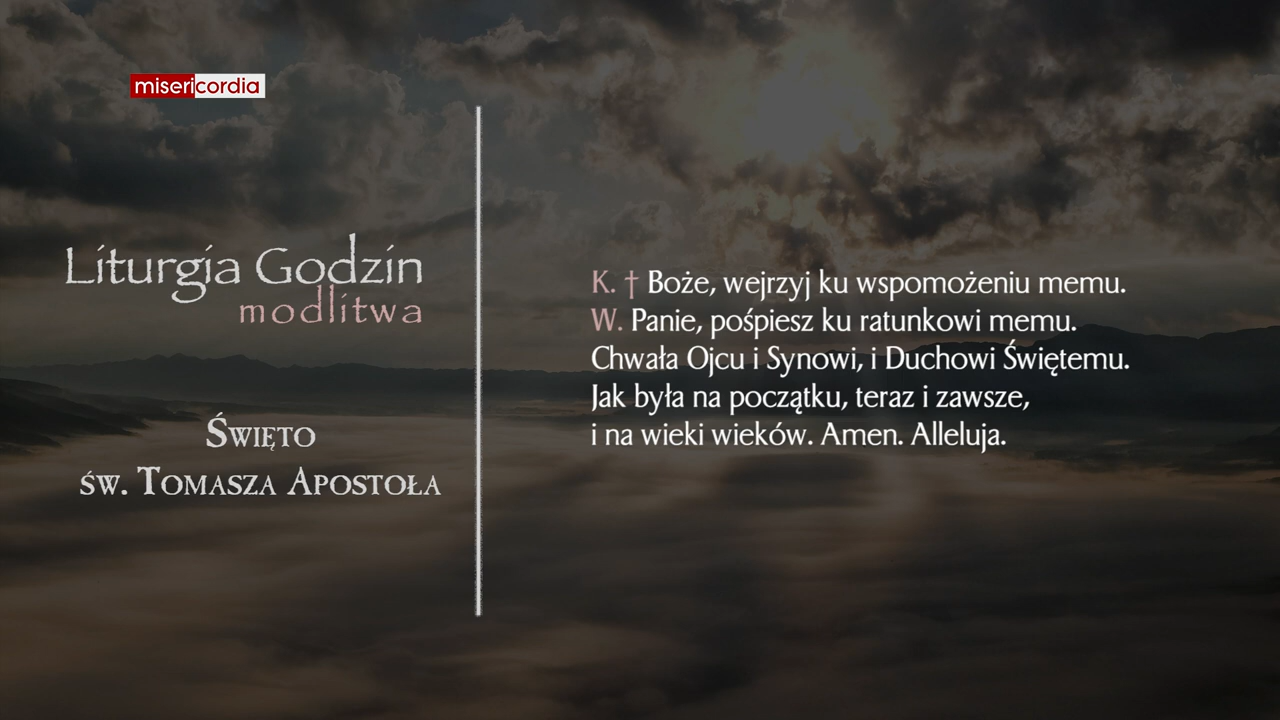 misericordia
Liturgia Godzin
modlitwa
Święto
św. Tomasza Apostoła
K. † Boże, wejrzyj ku wspomożeniu memu.
W. Panie, pośpiesz ku ratunkowi memu.
Chwała Ojcu i Synowi, i Duchowi Świętemu.
Jak była na początku, teraz i zawsze,
i na wieki wieków. Amen. Alleluja.